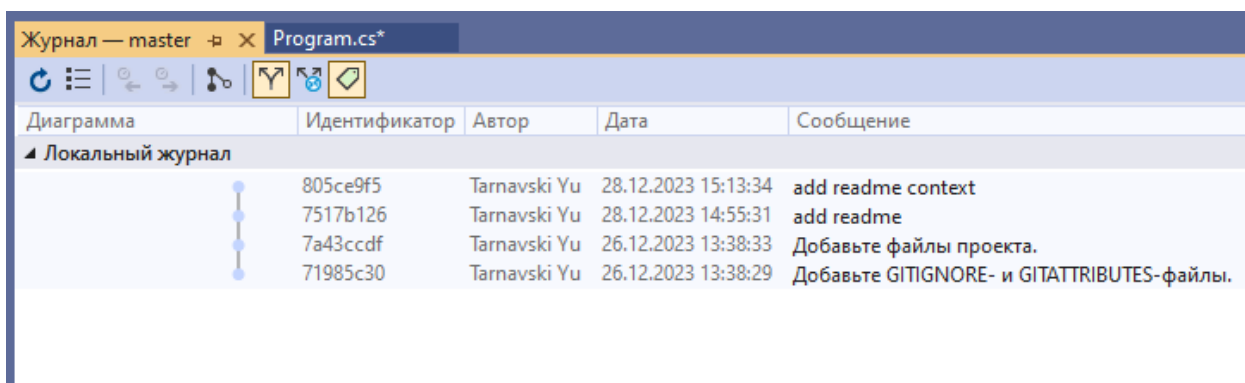 Журнал — master Program.cs*
Диаграмма Идентификатор Автор Дата Сообщение
Локальный журнал
805ce9f5 Tarnavski Yu 28.12.2023 15:13:34 add readme context
7517b126 Tarnavski Yu 28.12.2023 14:55:31 add readme
7a43ccdf Tarnavski Yu 26.12.2023 13:38:33 Добавьте файлы проекта.
71985c30 Tarnavski Yu 26.12.2023 13:38:29 Добавьте GITIGNORE- и GITATTRIBUTES-файлы.